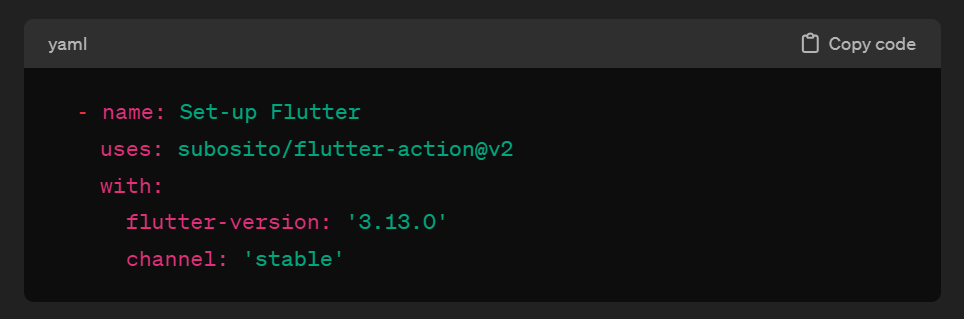 yaml
Copy code
- name: Set-up Flutter
uses: subosito/flutter-action@v2
with:
flutter-version: '3.13.0'
channel: 'stable'